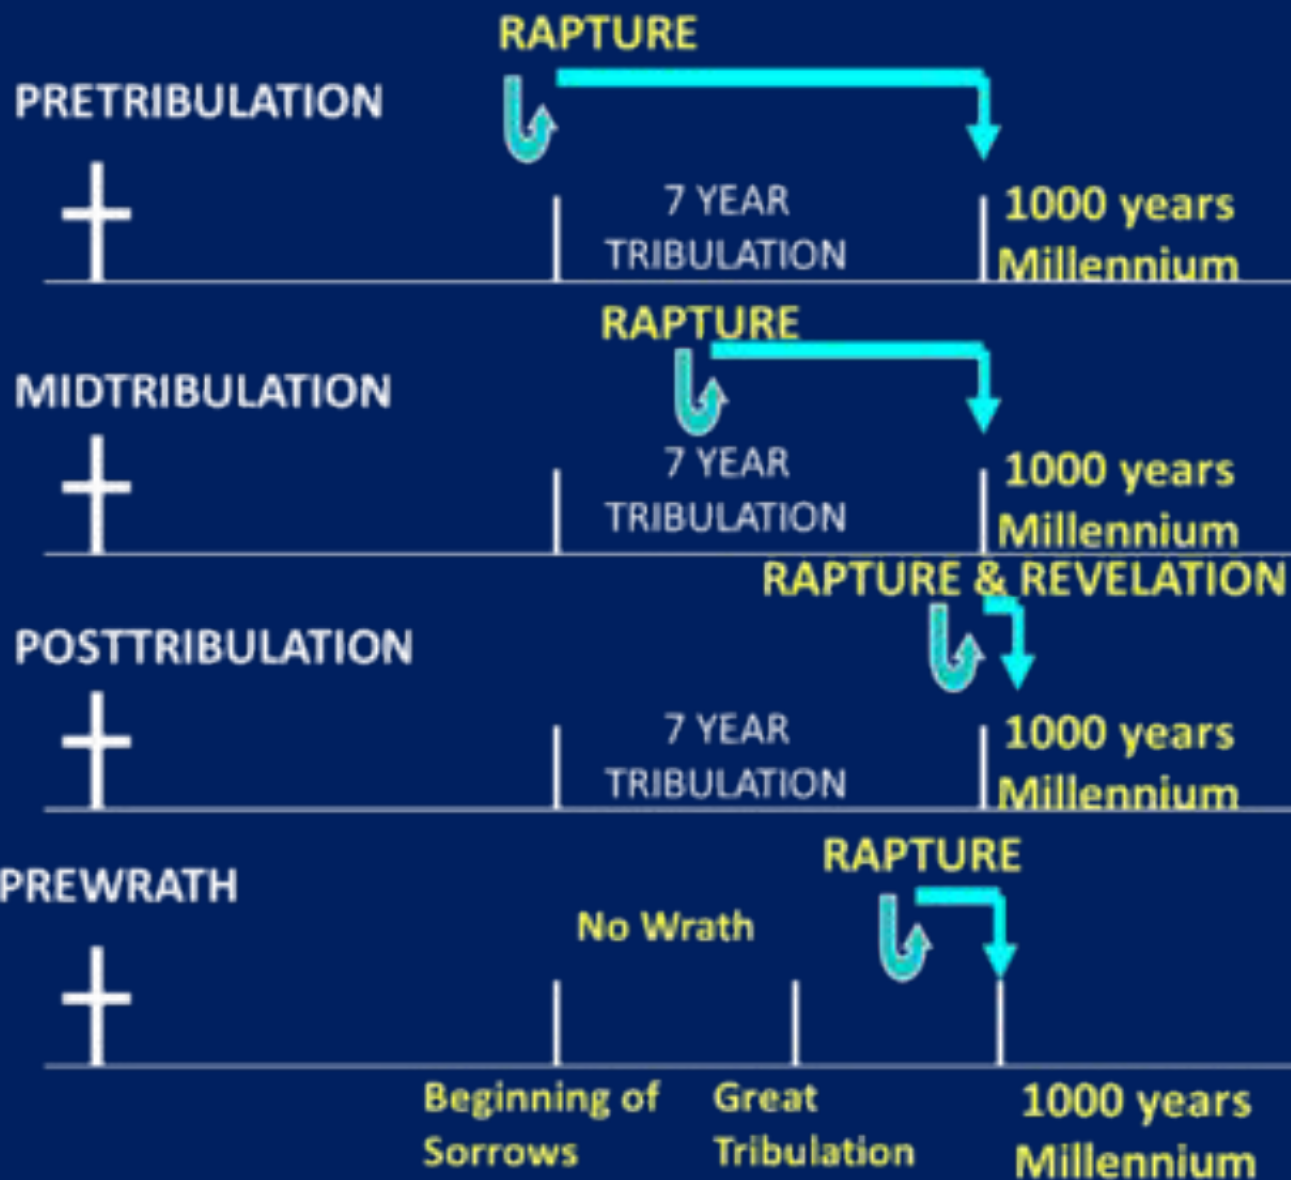 RAPTURE
PRETRIBULATION
7 YEAR
TRIBULATION
1000 years
Millennium
RAPTURE
MIDTRIBULATION
7 YEAR
TRIBULATION
1000 years
Millennium
RAPTURE & REVELATION
POSTTRIBULATION
7 YEAR
TRIBULATION
1000 years
Millennium
RAPTURE
PREWRATH
No Wrath
Beginning of
Sorrows
Great
Tribulation
1000 years
Millennium